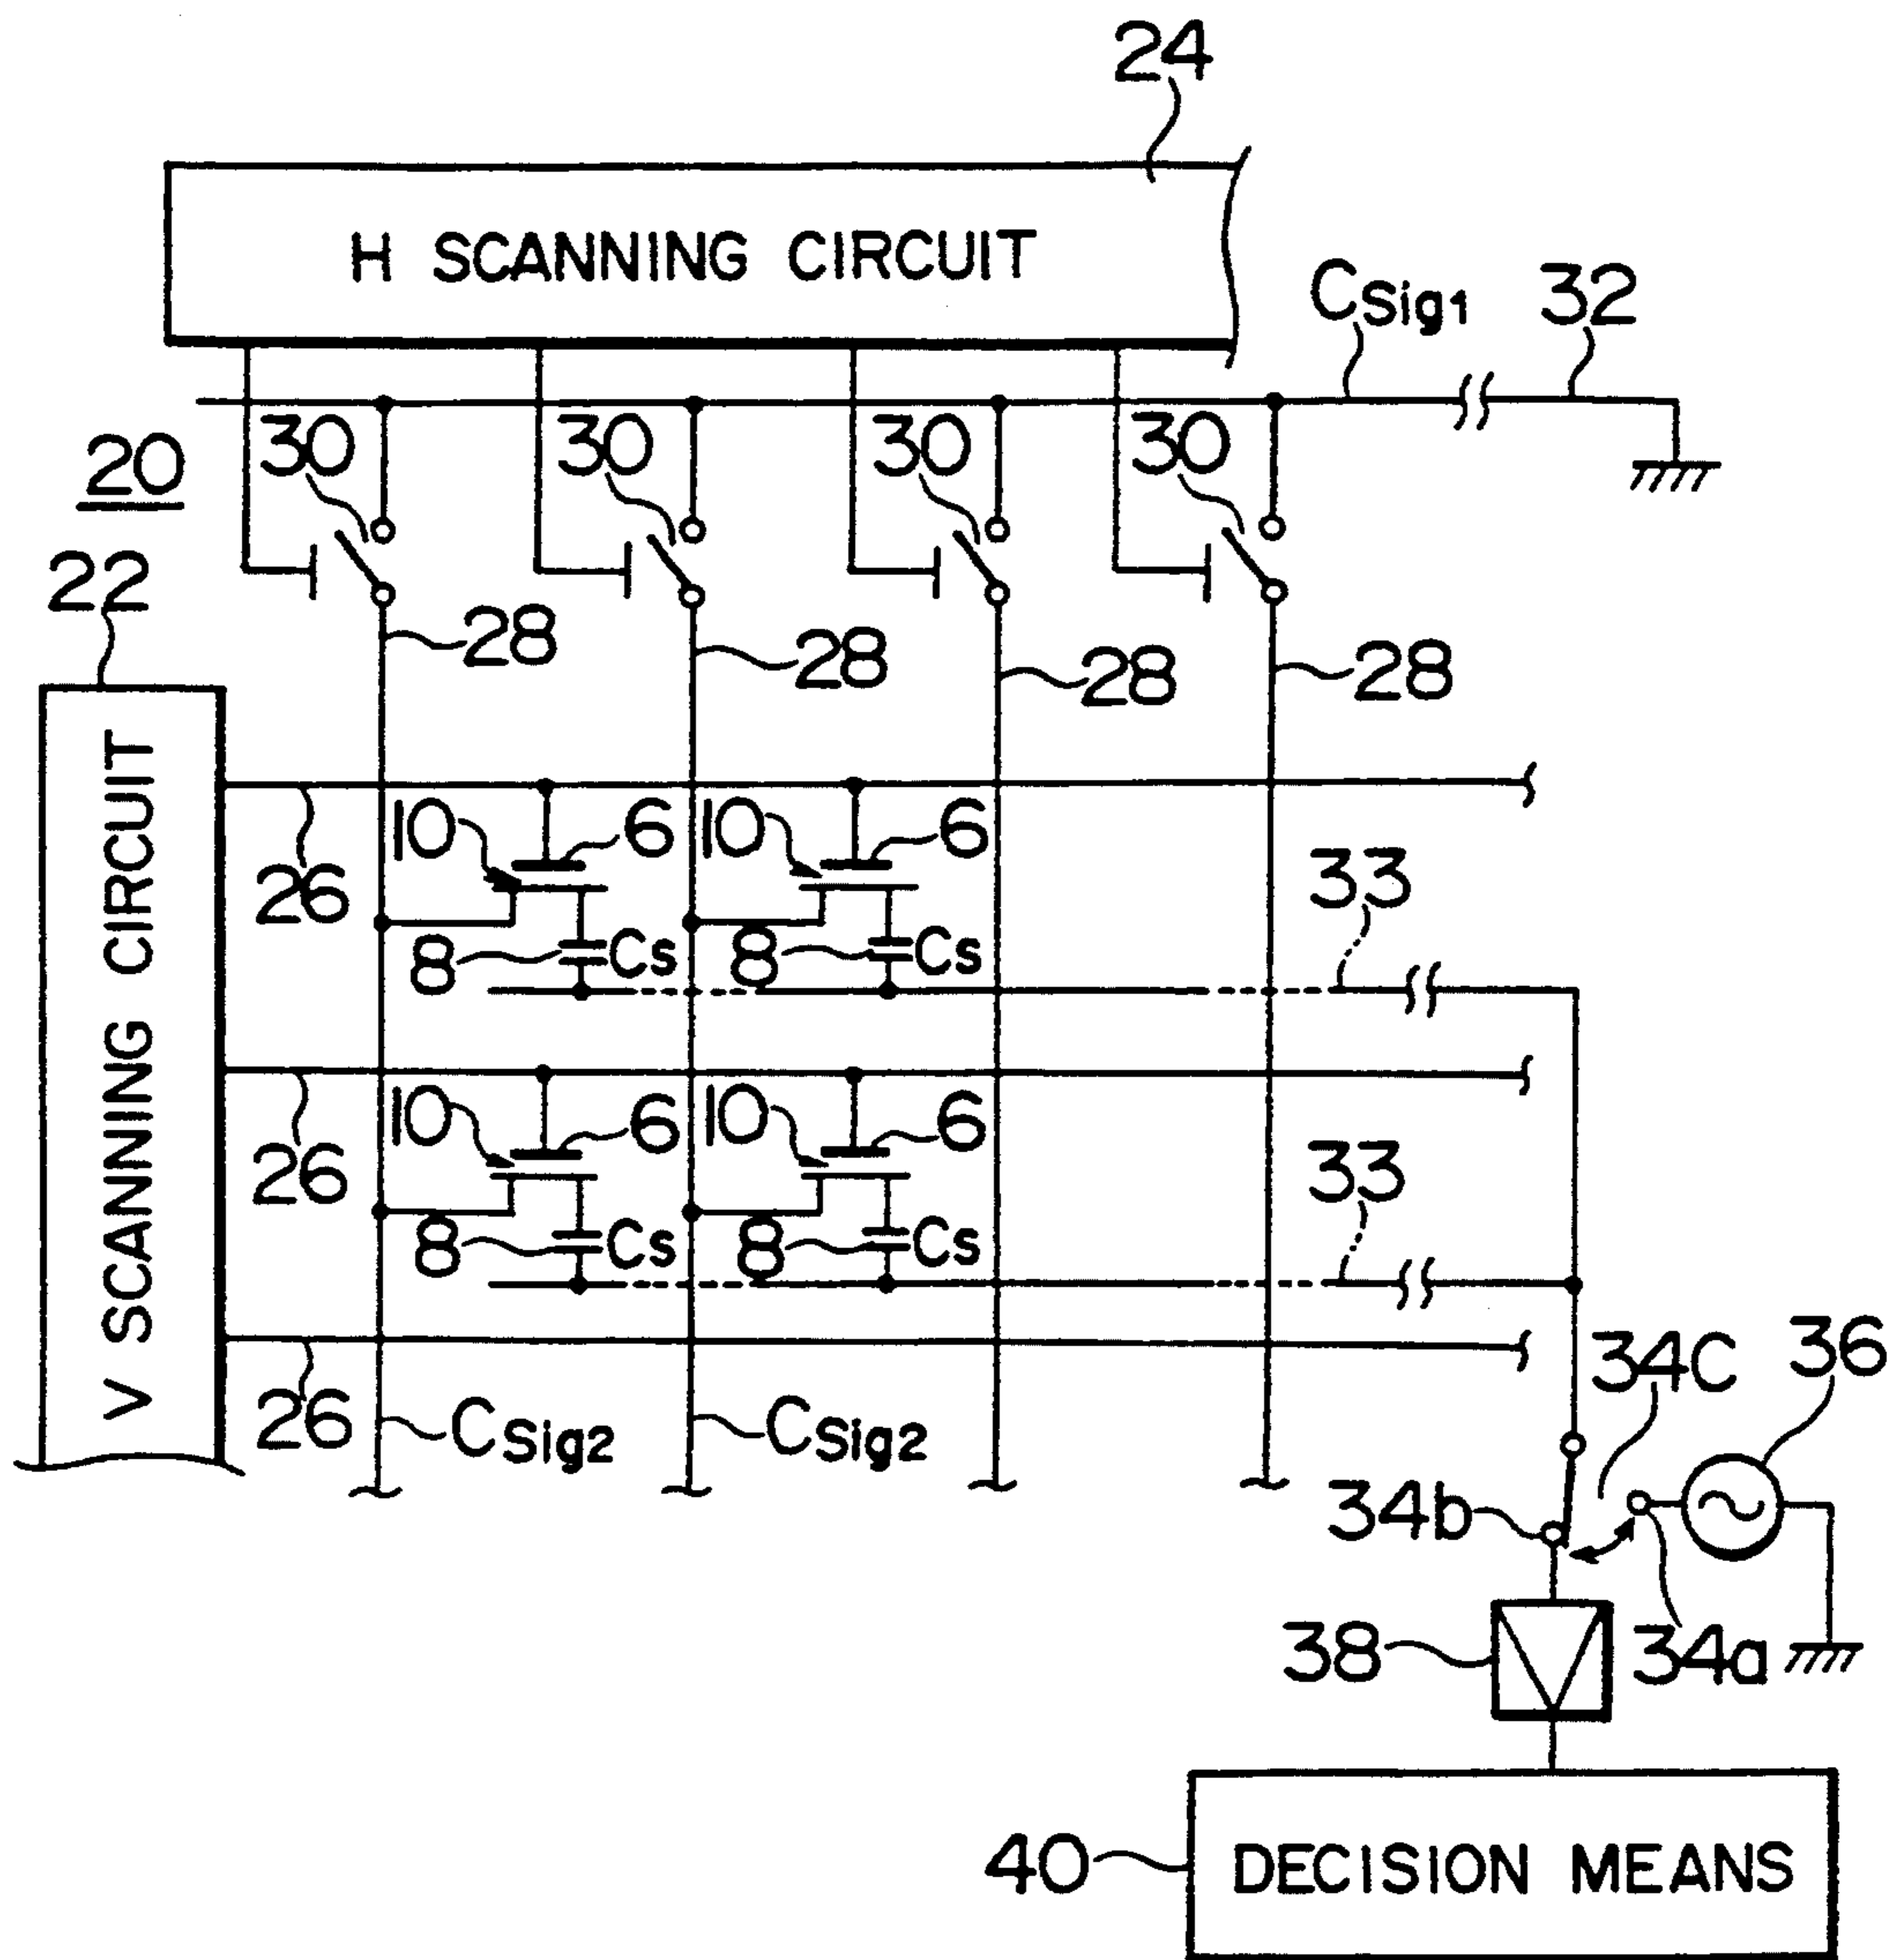 24
H SCANNING CIRCUIT
CSig1 32
20 30 30 30 30
22
28 28 28 28
V SCANNING CIRCUIT
10 6 10 6
26 33
8 Cs 8 Cs
10 6 10 6
26 33
8 Cs 8 Cs
34C 36
26 CSig2 CSig2
34b
38 34a
40 DECISION MEANS